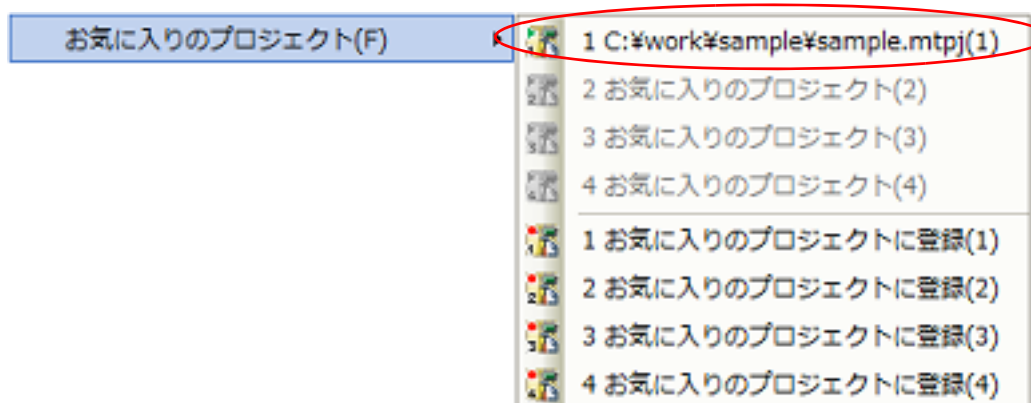 お気に入りのプロジェクト(F)
1 C:¥work¥sample¥sample.mtpj(1)
2 お気に入りのプロジェクト(2)
3 お気に入りのプロジェクト(3)
4 お気に入りのプロジェクト(4)
1 お気に入りのプロジェクトに登録(1)
2 お気に入りのプロジェクトに登録(2)
3 お気に入りのプロジェクトに登録(3)
4 お気に入りのプロジェクトに登録(4)